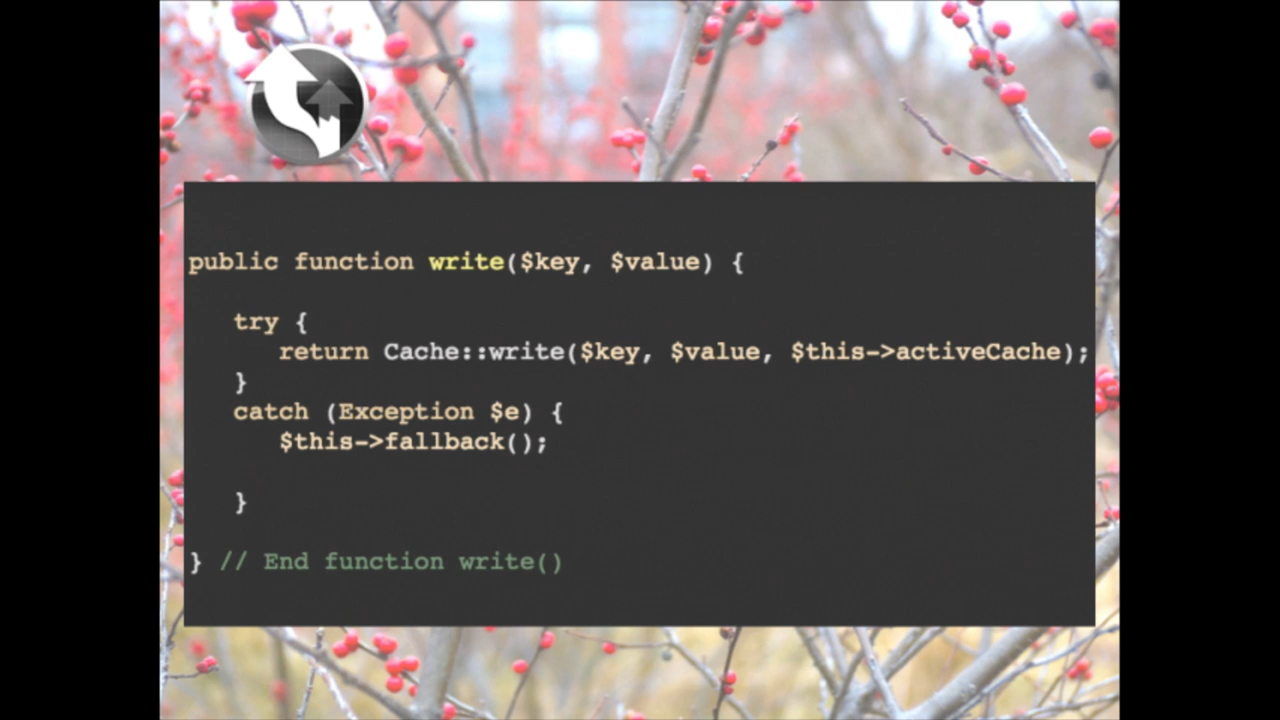 public function write($key, $value) {
try {
return Cache::write($key, $value, $this->activeCache);
}
catch (Exception $e) {
$this->fallback();
}
} // End function write()